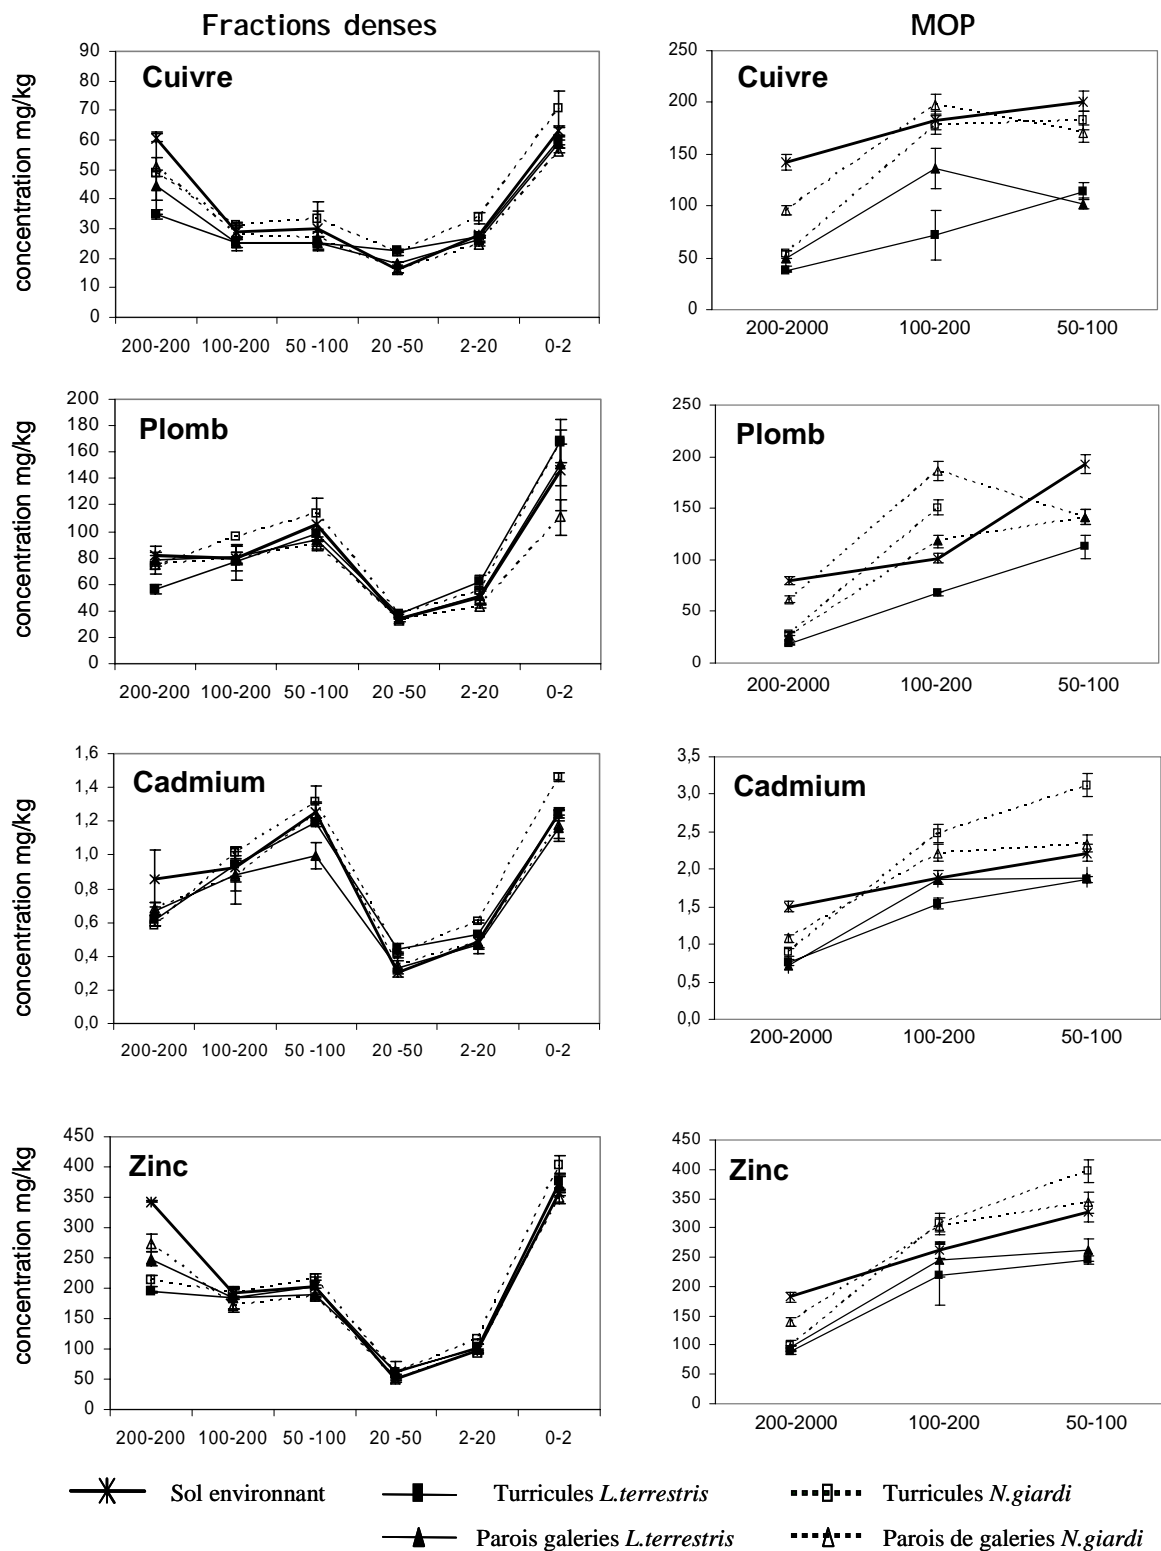 Fractions denses
MOP
concentration mg/kg
Cuivre
90
80
70
60
50
40
30
20
10
0
200-200 100-200 50 -100 20 -50 2-20 0-2
Cuivre
250
200
150
100
50
0
200-2000 100-200 50-100
concentration mg/kg
Plomb
200
180
160
140
120
100
80
60
40
20
0
200-200 100-200 50 -100 20 -50 2-20 0-2
Plomb
250
200
150
100
50
0
200-2000 100-200 50-100
concentration mg/kg
Cadmium
1,6
1,4
1,2
1,0
0,8
0,6
0,4
0,2
0,0
200-200 100-200 50 -100 20 -50 2-20 0-2
Cadmium
3,5
3,0
2,5
2,0
1,5
1,0
0,5
0,0
200-2000 100-200 50-100
concentration mg/kg
Zinc
450
400
350
300
250
200
150
100
50
0
200-200 100-200 50 -100 20 -50 2-20 0-2
Zinc
450
400
350
300
250
200
150
100
50
0
200-2000 100-200 50-100
Sol environnant
Turricules L.terrestris
Turricules N.giardi
Parois galeries L.terrestris
Parois de galeries N.giardi